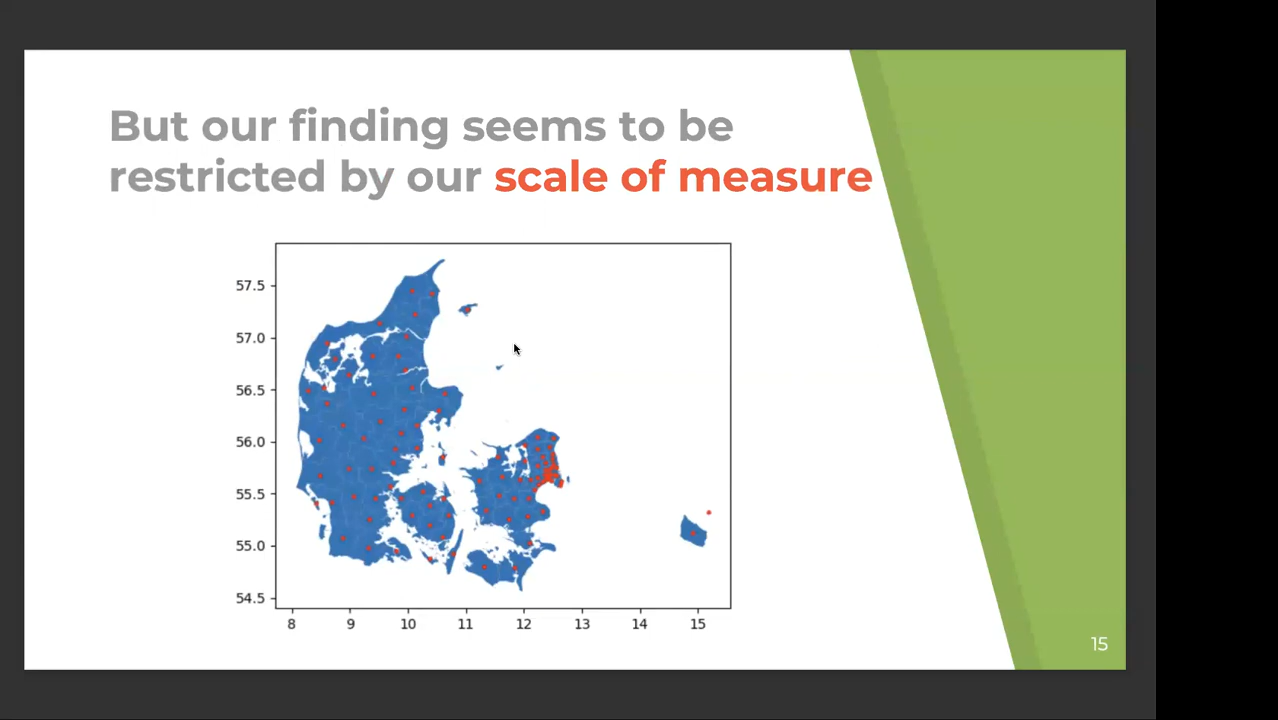 But our finding seems to be
restricted by our scale of measure
57.5
57.0
56.5
56.0
55.5
55.0
54.5
8 9 10 11 12 13 14 15
15